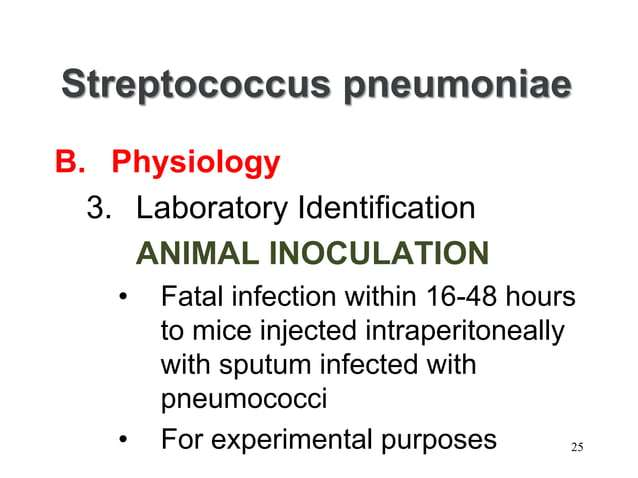 Streptococcus pneumoniae
B. Physiology
3. Laboratory Identification
ANIMAL INOCULATION
• Fatal infection within 16-48 hours
to mice injected intraperitoneally
with sputum infected with
pneumococci
• For experimental purposes
25